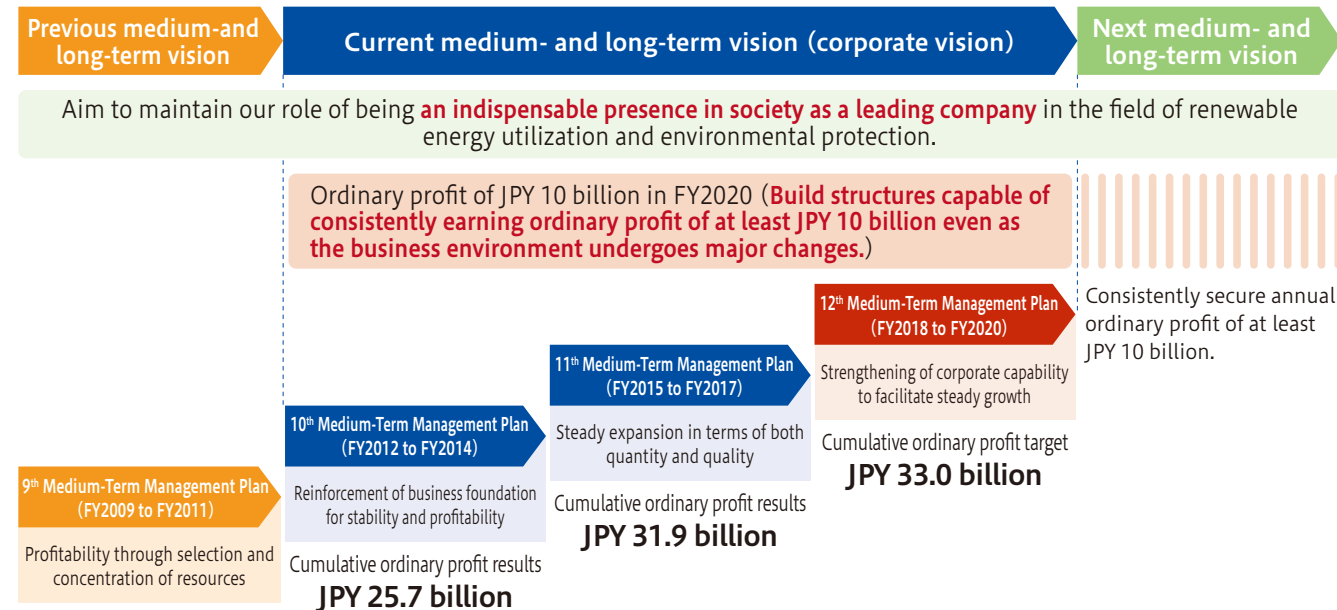 Previous medium-and
long-term vision
Current medium- and long-term vision (corporate vision)
Next medium- and
long-term vision
Aim to maintain our role of being an indispensable presence in society as a leading company in the field of renewable
energy utilization and environmental protection.
Ordinary profit of JPY 10 billion in FY2020 (Build structures capable of
consistently earning ordinary profit of at least JPY 10 billion even as
the business environment undergoes major changes.)
9th Medium-Term Management Plan
(FY2009 to FY2011)
Profitability through selection and
concentration of resources
10th Medium-Term Management Plan
(FY2012 to FY2014)
Reinforcement of business foundation
for stability and profitability
Cumulative ordinary profit results
JPY 25.7 billion
11th Medium-Term Management Plan
(FY2015 to FY2017)
Steady expansion in terms of both
quantity and quality
Cumulative ordinary profit results
JPY 31.9 billion
12th Medium-Term Management Plan
(FY2018 to FY2020)
Strengthening of corporate capability
to facilitate steady growth
Cumulative ordinary profit target
JPY 33.0 billion
Consistently secure annual
ordinary profit of at least
JPY 10 billion.